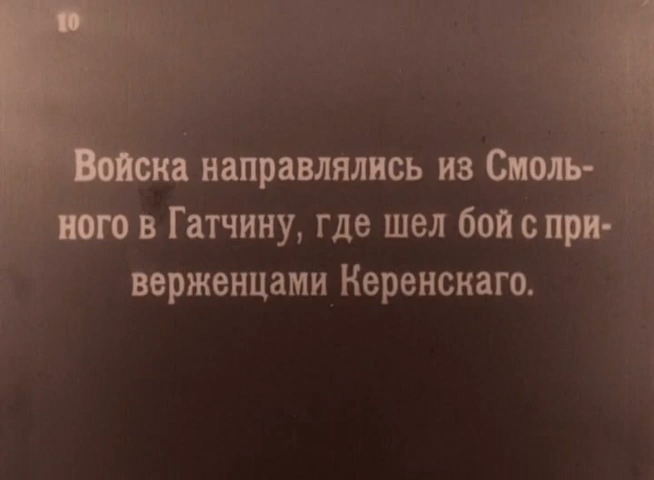 10
Войска направлялись из Смоль-
ного в Гатчину, где шел бой с при-
верженцами Керенскаго.